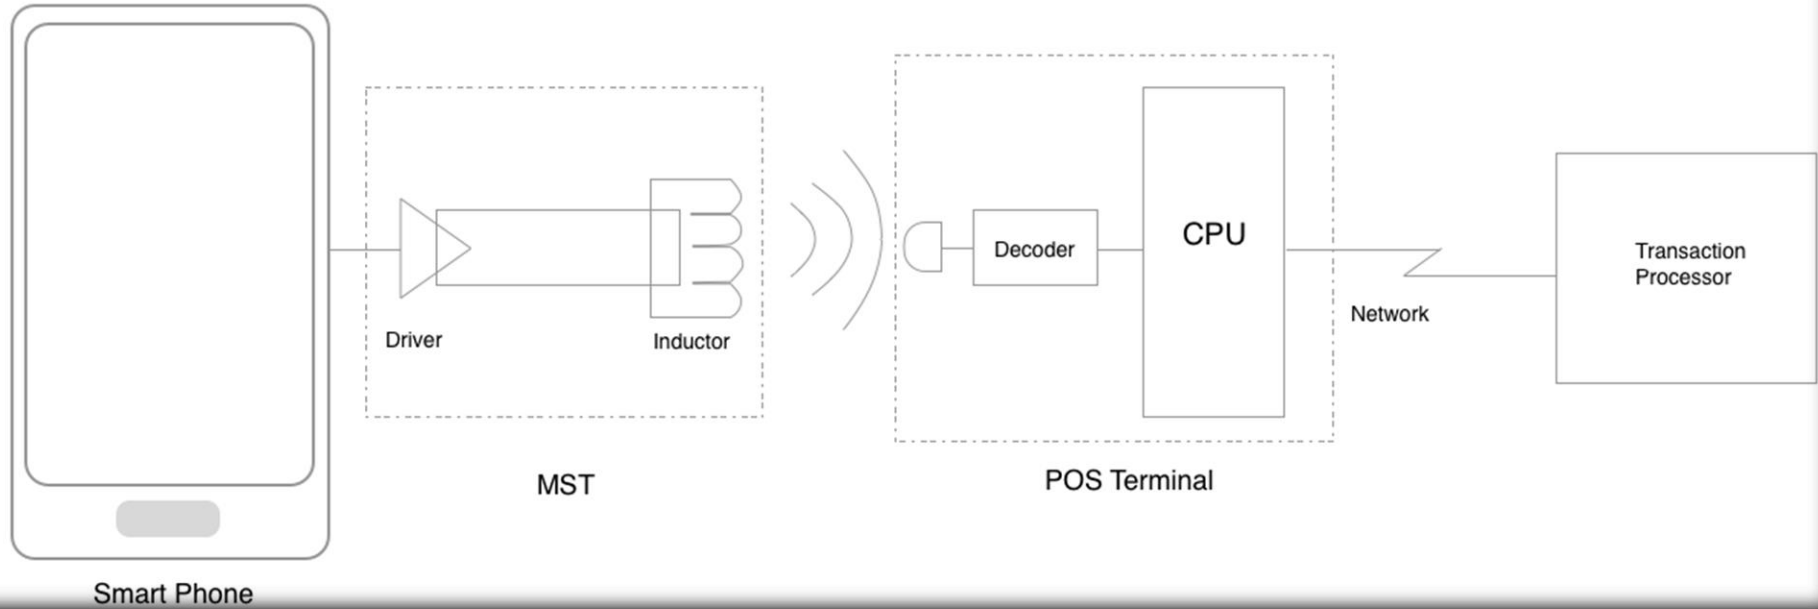 Driver
Inductor
MST
Smart Phone
Decoder
CPU
POS Terminal
Network
Transaction
Processor